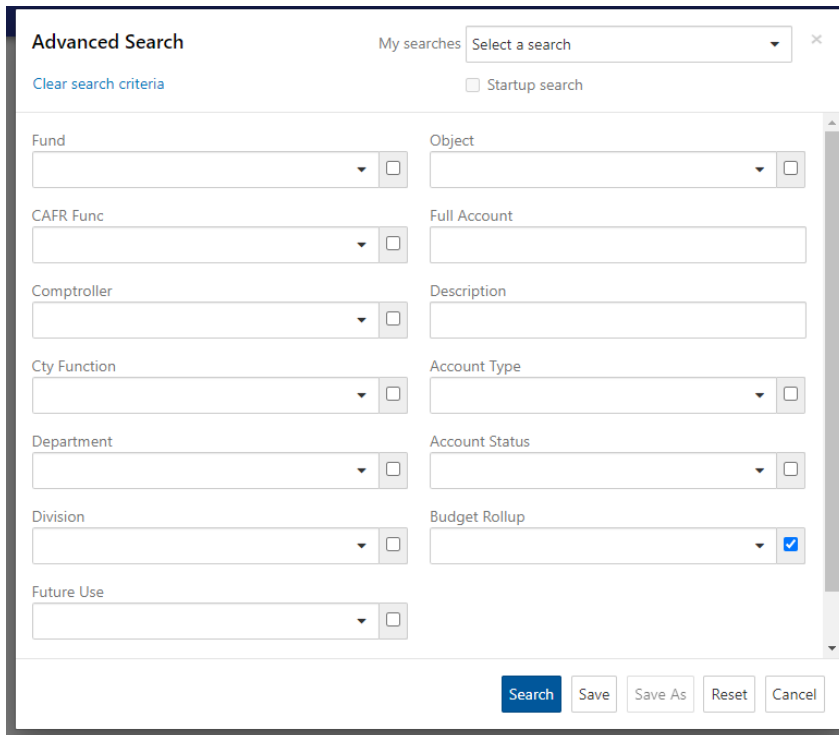 Advanced Search
My searches Select a search
×
Clear search criteria
Startup search
Fund
Object
CAFR Func
Full Account
Comptroller
Description
Cty Function
Account Type
Department
Account Status
Division
Budget Rollup
Future Use
Search Save Save As Reset Cancel